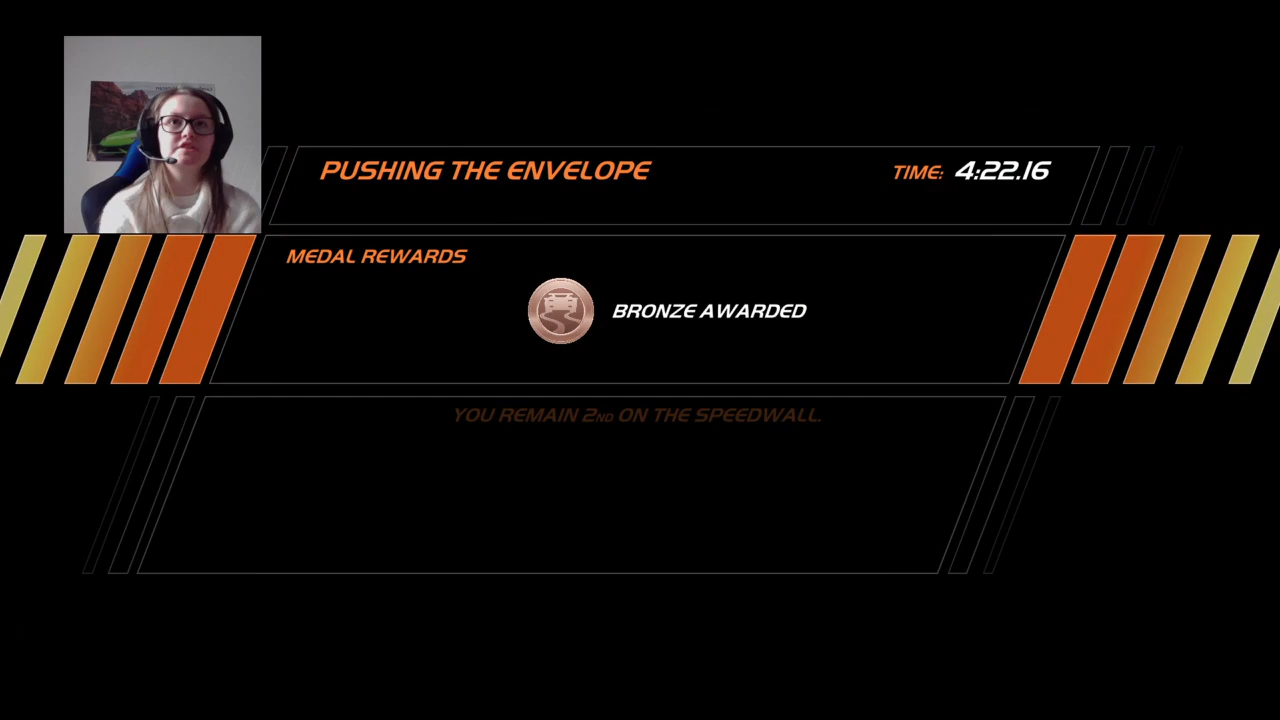 PUSHING THE ENVELOPE
TIME: 4:22.16
MEDAL REWARDS
BRONZE AWARDED
YOU REMAIN 2ND ON THE SPEEDWALL.